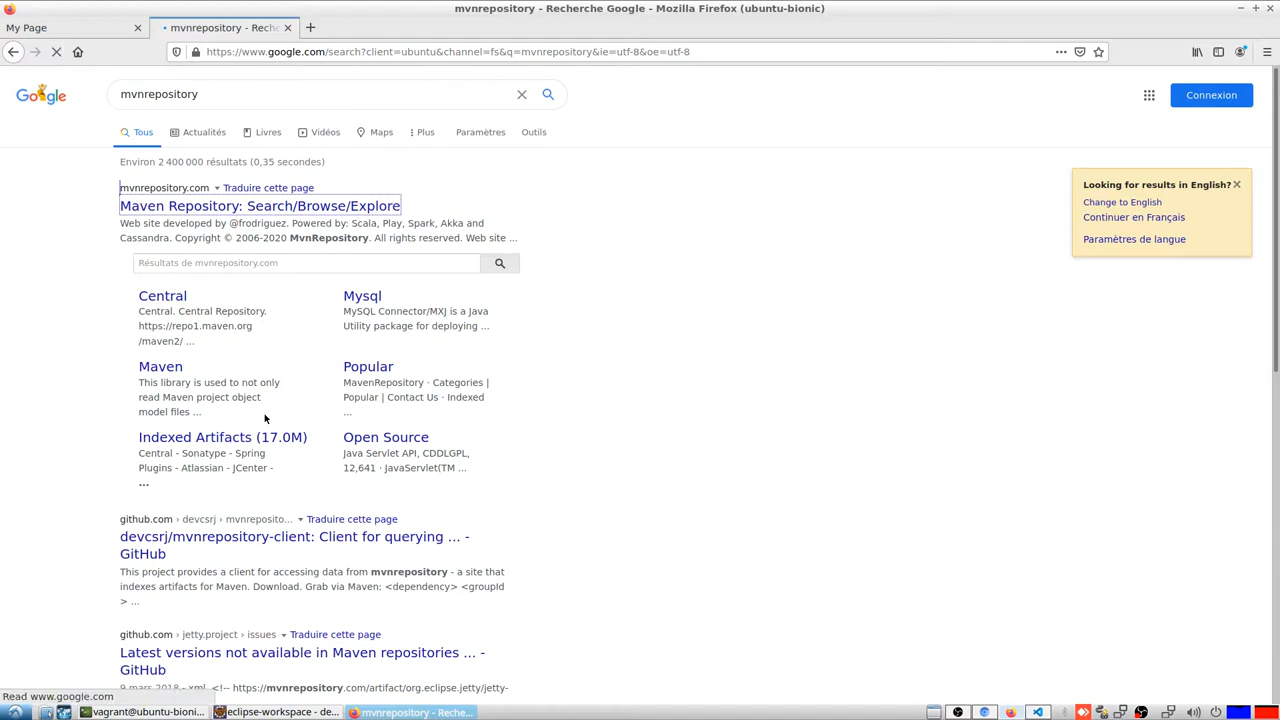 mvnrepository - Recherche Google - Mozilla Firefox (ubuntu-bionic)
My Page
mvnrepository - Reche
https://www.google.com/search?client=ubuntu&channel=fs&q=mvnrepository&ie=utf-8&oe=utf-8
Google
mvnrepository
Connexion
Tous Actualités Livres Vidéos Maps Plus Paramètres Outils
Environ 2 400 000 résultats (0,35 secondes)
mvnrepository.com Traduire cette page
Maven Repository: Search/Browse/Explore
Web site developed by @frodriguez. Powered by: Scala, Play, Spark, Akka and
Cassandra. Copyright © 2006-2020 MvnRepository. All rights reserved. Web site ...
Résultats de mvnrepository.com
Central
Central. Central Repository.
https://repo1.maven.org
/maven2/ ...
Mysql
MySQL Connector/MXJ is a Java
Utility package for deploying ...
Maven
This library is used to not only
read Maven project object
model files ...
Popular
MavenRepository · Categories |
Popular | Contact Us · Indexed
...
Indexed Artifacts (17.0M)
Central - Sonatype - Spring
Plugins - Atlassian - JCenter -
...
Open Source
Java Servlet API, CDDLGPL,
12,641 · JavaServlet(TM ...
github.com › devcsrj › mvnreposito... Traduire cette page
devcsrj/mvnrepository-client: Client for querying ... -
GitHub
This project provides a client for accessing data from mvnrepository - a site that
indexes artifacts for Maven. Download. Grab via Maven: <dependency> <groupId
> ...
github.com › jetty.project › issues Traduire cette page
Latest versions not available in Maven repositories ... -
GitHub
9 mars 2018 - xml. <!-- https://mvnrepository.com/artifact/org.eclipse.jetty/jetty-
Looking for results in English?
Change to English
Continuer en Français
Paramètres de langue
Read www.google.com
vagrant@ubuntu-bioni...
eclipse-workspace - de...
mvnrepository - Reche...